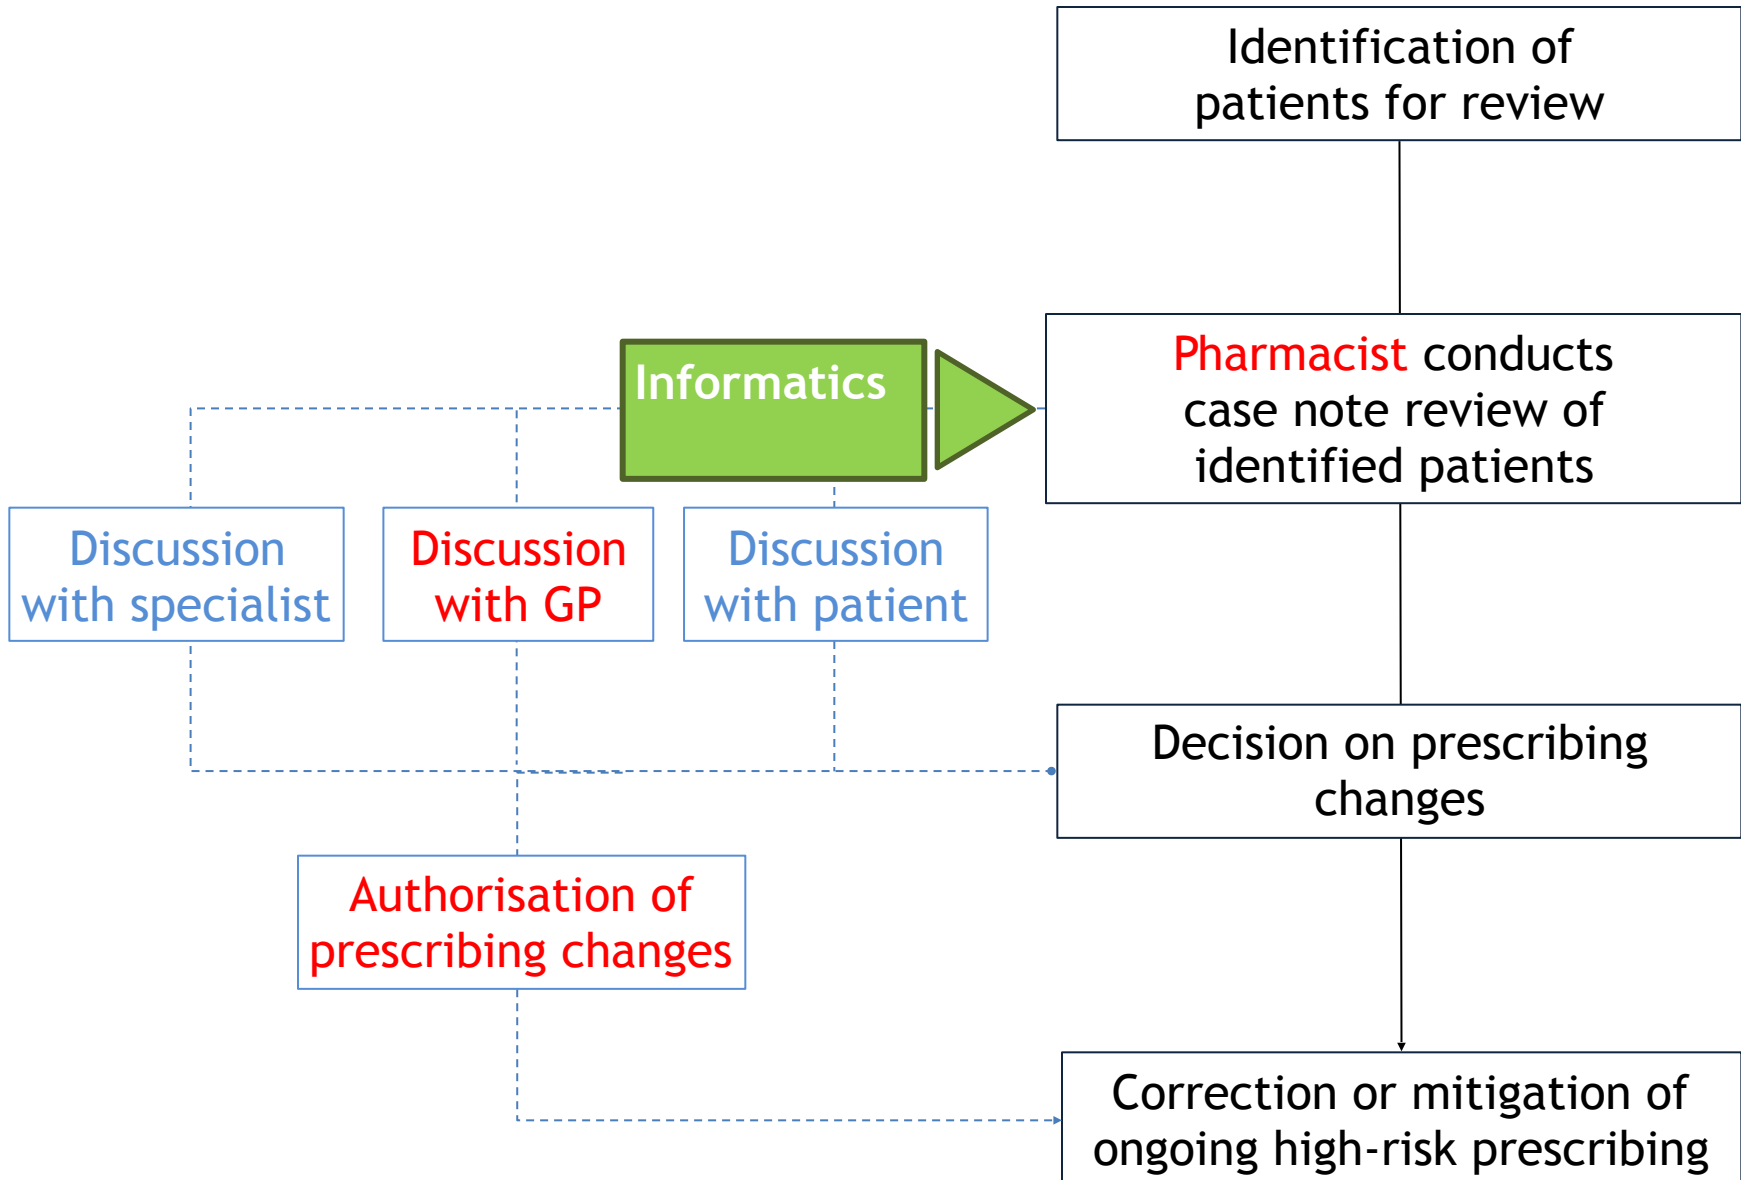 Identification of
patients for review
Informatics
Pharmacist conducts
case note review of
identified patients
Discussion
with specialist
Discussion
with GP
Discussion
with patient
Decision on prescribing
changes
Authorisation of
prescribing changes
Correction or mitigation of
ongoing high-risk prescribing